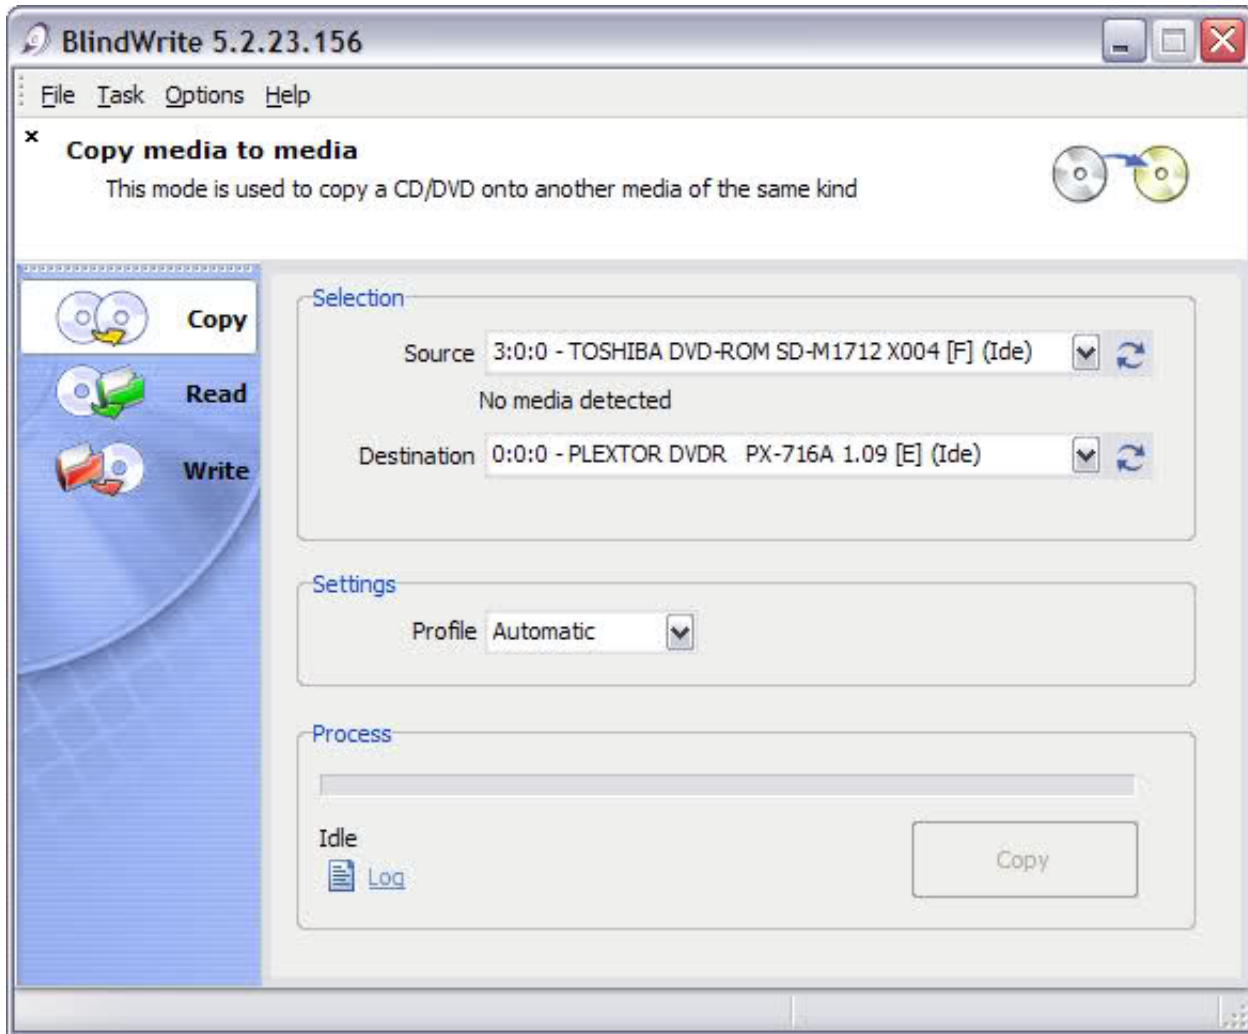 BlindWrite 5.2.23.156
File Task Options Help
Copy media to media
This mode is used to copy a CD/DVD onto another media of the same kind
Copy
Read
Write
Selection
Source 3:0:0 - TOSHIBA DVD-ROM SD-M1712 X004 [F] (Ide)
No media detected
Destination 0:0:0 - PLEXTOR DVDR PX-716A 1.09 [E] (Ide)
Settings
Profile Automatic
Process
Idle
Log
Copy